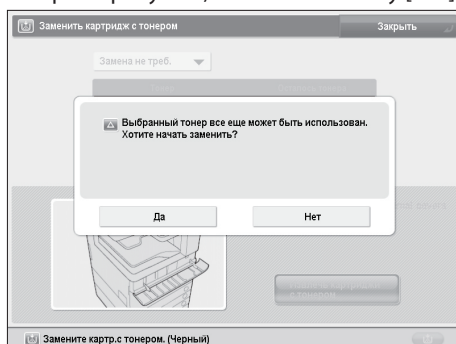 Заменить картридж с тонером
Закрыть
Замена не треб.
Выбранный тонер все еще может быть использован.
Хотите начать заменить?
Да
Нет
Замените картр.с тонером. (Черный)